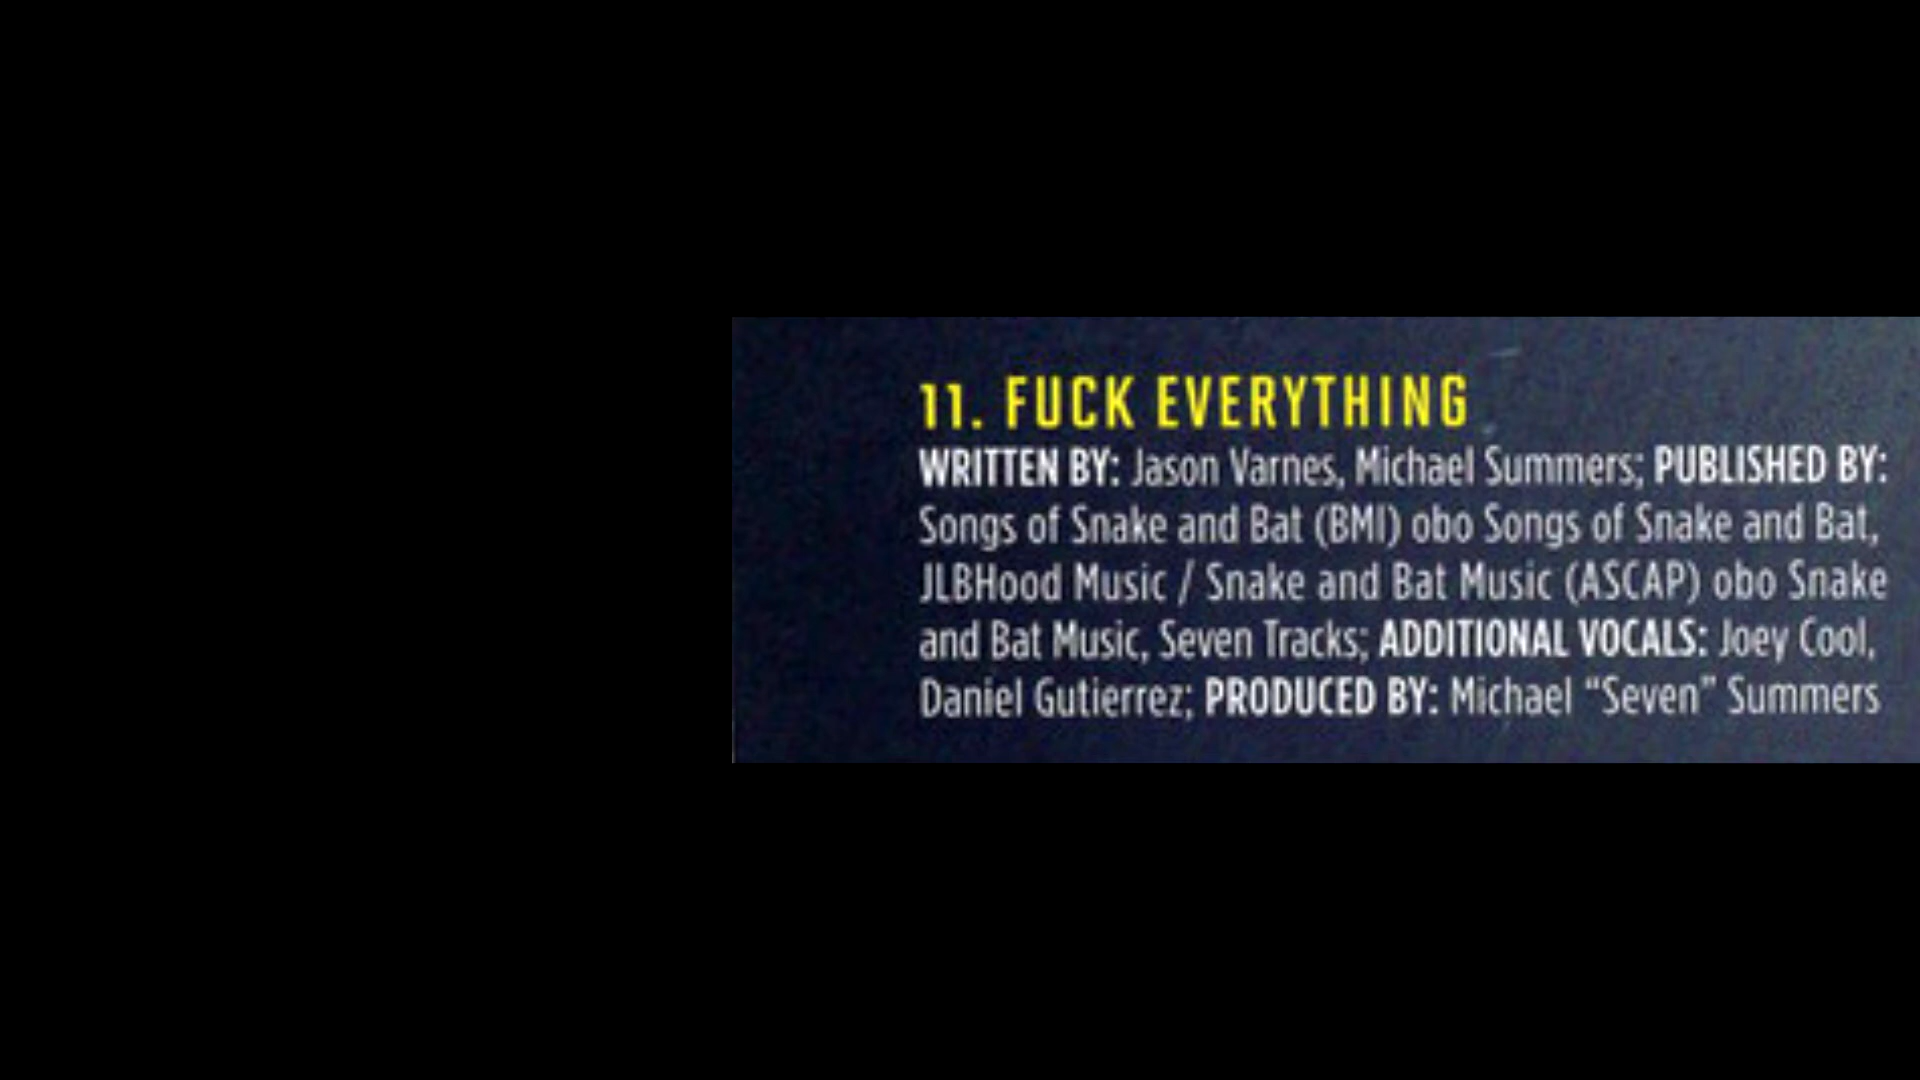 11. FUCK EVERYTHING
WRITTEN BY: Jason Varnes, Michael Summers; PUBLISHED BY:
Songs of Snake and Bat (BMI) obo Songs of Snake and Bat,
JLBHood Music / Snake and Bat Music (ASCAP) obo Snake
and Bat Music, Seven Tracks; ADDITIONAL VOCALS: Joey Cool,
Daniel Gutierrez; PRODUCED BY: Michael “Seven” Summers